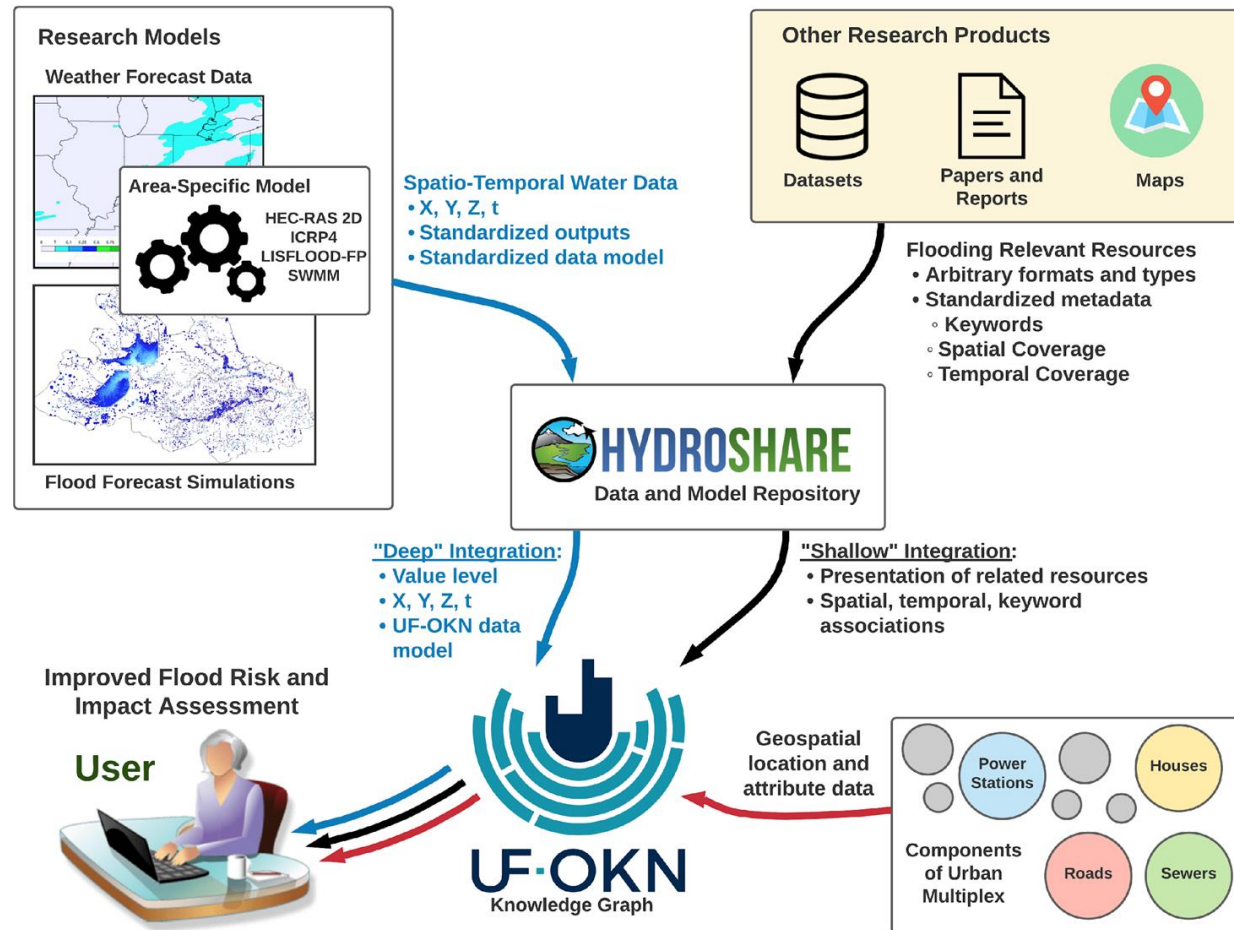 Research Models
Weather Forecast Data
Area-Specific Model
HEC-RAS 2D
ICRP4
LISFLOOD-FP
SWMM
Flood Forecast Simulations
Spatio-Temporal Water Data
• X, Y, Z, t
• Standardized outputs
• Standardized data model
Other Research Products
Datasets
Papers and
Reports
Maps
Flooding Relevant Resources
• Arbitrary formats and types
• Standardized metadata
◦ Keywords
◦ Spatial Coverage
◦ Temporal Coverage
HYDROSHARE
Data and Model Repository
"Deep" Integration:
• Value level
• X, Y, Z, t
• UF-OKN data
model
"Shallow" Integration:
• Presentation of related resources
• Spatial, temporal, keyword
associations
Improved Flood Risk and
Impact Assessment
User
UF-OKN
Knowledge Graph
Geospatial
location and
attribute data
Power
Stations
Houses
Components
of Urban
Multiplex
Roads
Sewers